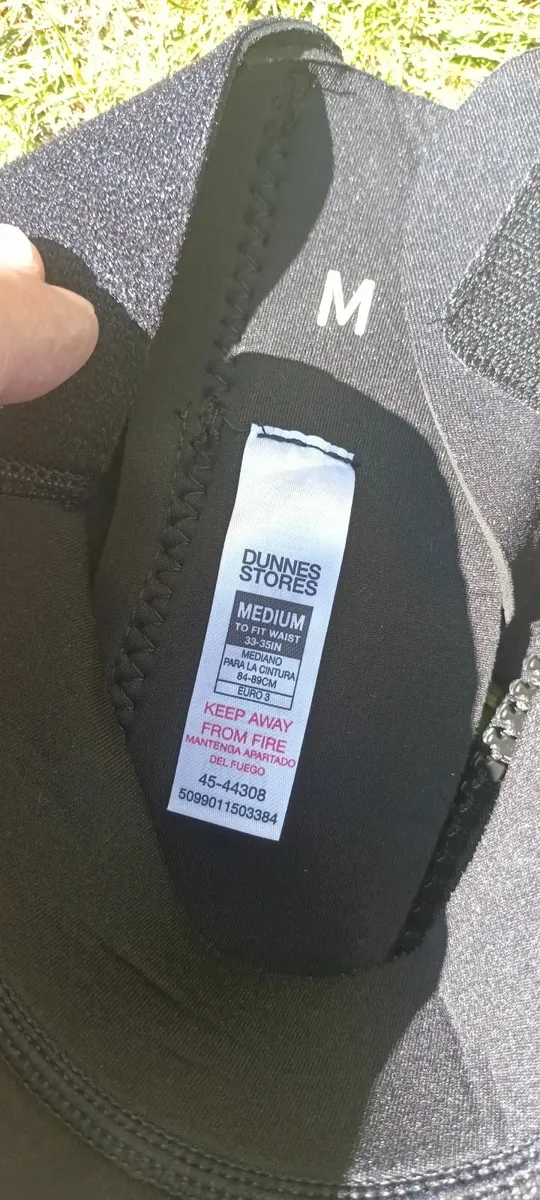 M
DUNNES
STORES
MEDIUM
TO FIT WAIST
33-35IN
MEDIANO
PARA LA CINTURA
84-89CM
EURO 3
KEEP AWAY
FROM FIRE
MANTENGA APARTADO
DEL FUEGO
45-44308
5099011503384